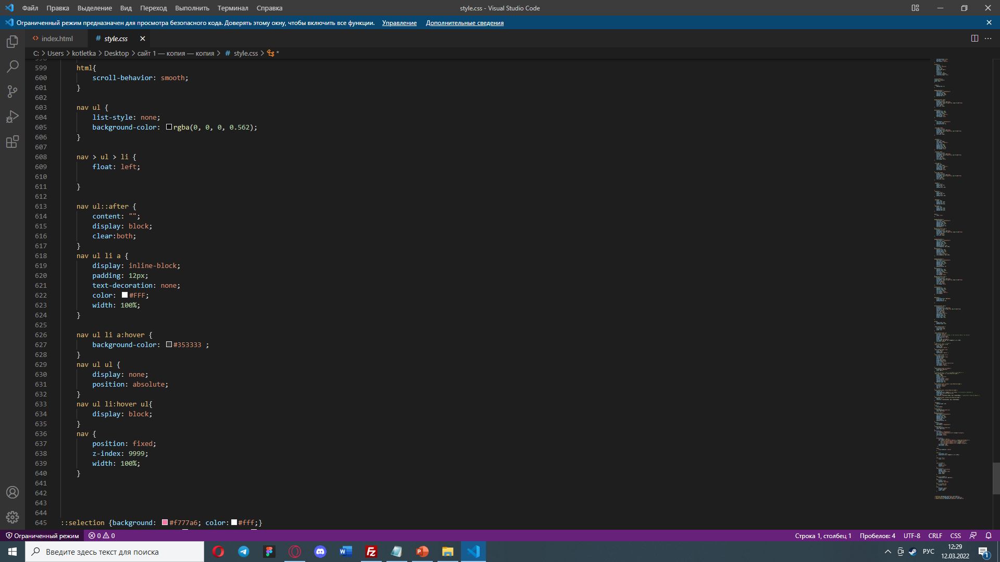 Файл Правка Выделение Вид Переход Выполнить Терминал Справка style.css - Visual Studio Code
Ограниченный режим предназначен для просмотра безопасного кода. Доверять этому окну, чтобы включить все функции. Управление Дополнительные сведения
index.html # style.css
C: > Users > kotletka > Desktop > сайт 1 — копия — копия > # style.css > *
599 html{
600 scroll-behavior: smooth;
601 }
602
603 nav ul {
604 list-style: none;
605 background-color: rgba(0, 0, 0, 0.562);
606 }
607
608 nav > ul > li {
609 float: left;
610
611 }
612
613 nav ul::after {
614 content: "";
615 display: block;
616 clear:both;
617 }
618 nav ul li a {
619 display: inline-block;
620 padding: 12px;
621 text-decoration: none;
622 color: #FFF;
623 width: 100%;
624 }
625
626 nav ul li a:hover {
627 background-color: #353333 ;
628 }
629 nav ul ul {
630 display: none;
631 position: absolute;
632 }
633 nav ul li:hover ul{
634 display: block;
635 }
636 nav {
637 position: fixed;
638 z-index: 9999;
639 width: 100%;
640 }
641
642
643
644
645 ::selection {background: #f777a6; color: #fff;}
Ограниченный режим 0 0 Строка 1, столбец 1 Пробелов: 4 UTF-8 CRLF CSS
Введите здесь текст для поиска РУС 12:29
12.03.2022 1